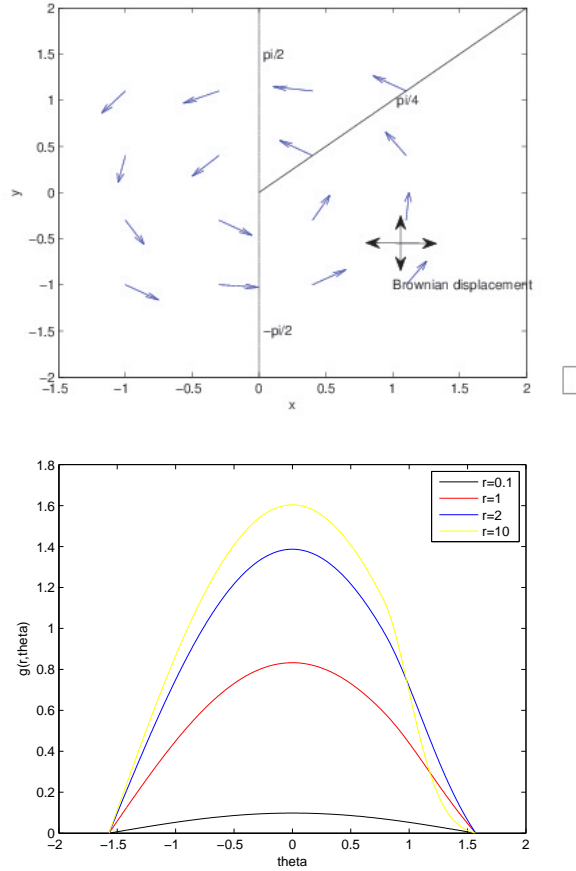 2
1.5
1
0.5
0
−0.5
−1
−1.5
−2
y
pi/2
pi/4
Brownian displacement
−pi/2
−1.5 −1 −0.5 0 0.5 1 1.5 2
x
1.8
1.6
1.4
1.2
1
0.8
0.6
0.4
0.2
0
g(r,theta)
r=0.1
r=1
r=2
r=10
−2 −1.5 −1 −0.5 0 0.5 1 1.5 2
theta